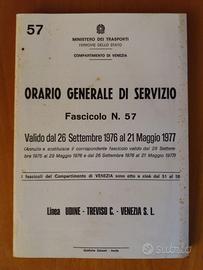 57
MINISTERO DEI TRASPORTI
FERROVIE DELLO STATO
COMPARTIMENTO DI VENEZIA
ORARIO GENERALE DI SERVIZIO
Fascicolo N. 57
Valido dal 26 Settembre 1976 al 21 Maggio 1977
(Annulla e sostituisce il corrispondente fascicolo valido dal 28 Settem-
bre 1975 al 29 Maggio 1976 e dal 26 Settembre 1976 al 21 Maggio 1977)
I fascicoli del Compartimento di VENEZIA sono otto e cioè dal 51 al 58
Linea UDINE - TREVISO C. - VENEZIA S. L.
subito